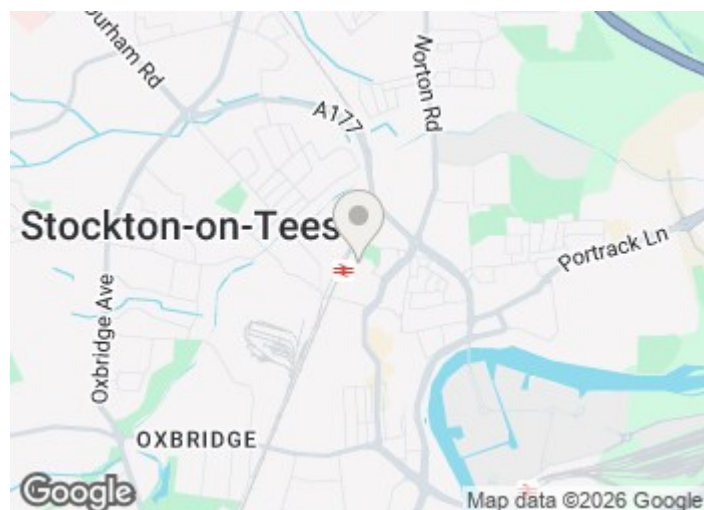 Durham Rd
Norton Rd
A177
Stockton-on-Tees
Portrack Ln
Oxbridge Ave
OXBRIDGE
Google
Map data ©2026 Google